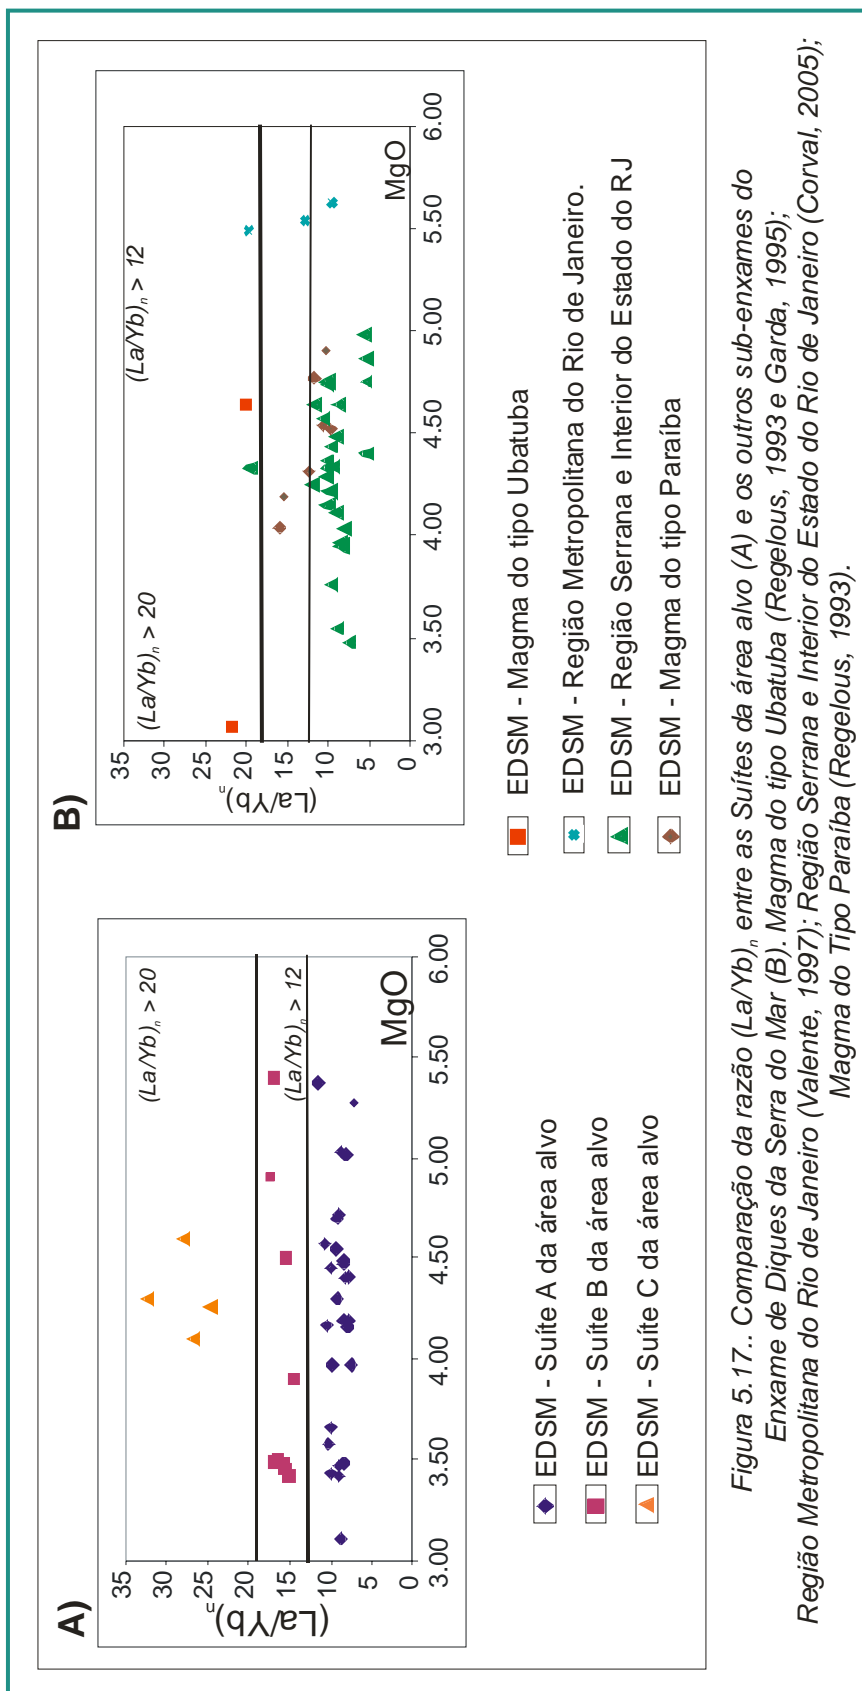 A)
35
30
25
20
15
10
5
0
(La/Yb)n
3.00
3.50
4.00
4.50
5.00
5.50
6.00
MgO
(La/Yb)n > 20
(La/Yb)n > 12
EDSM - Suíte A da área alvo
EDSM - Suíte B da área alvo
EDSM - Suíte C da área alvo
B)
35
30
25
20
15
10
5
0
(La/Yb)n
3.00
3.50
4.00
4.50
5.00
5.50
6.00
MgO
(La/Yb)n > 20
(La/Yb)n > 12
EDSM - Magma do tipo Ubatuba
EDSM - Região Metropolitana do Rio de Janeiro.
EDSM - Região Serrana e Interior do Estado do RJ
EDSM - Magma do tipo Paraíba
Figura 5.17.. Comparação da razão (La/Yb)n entre as Suítes da área alvo (A) e os outros sub-enxames do
Enxame de Diques da Serra do Mar (B). Magma do tipo Ubatuba (Regelous, 1993 e Garda, 1995);
Região Metropolitana do Rio de Janeiro (Valente, 1997); Região Serrana e Interior do Estado do Rio de Janeiro (Corval, 2005);
Magma do Tipo Paraíba (Regelous, 1993).